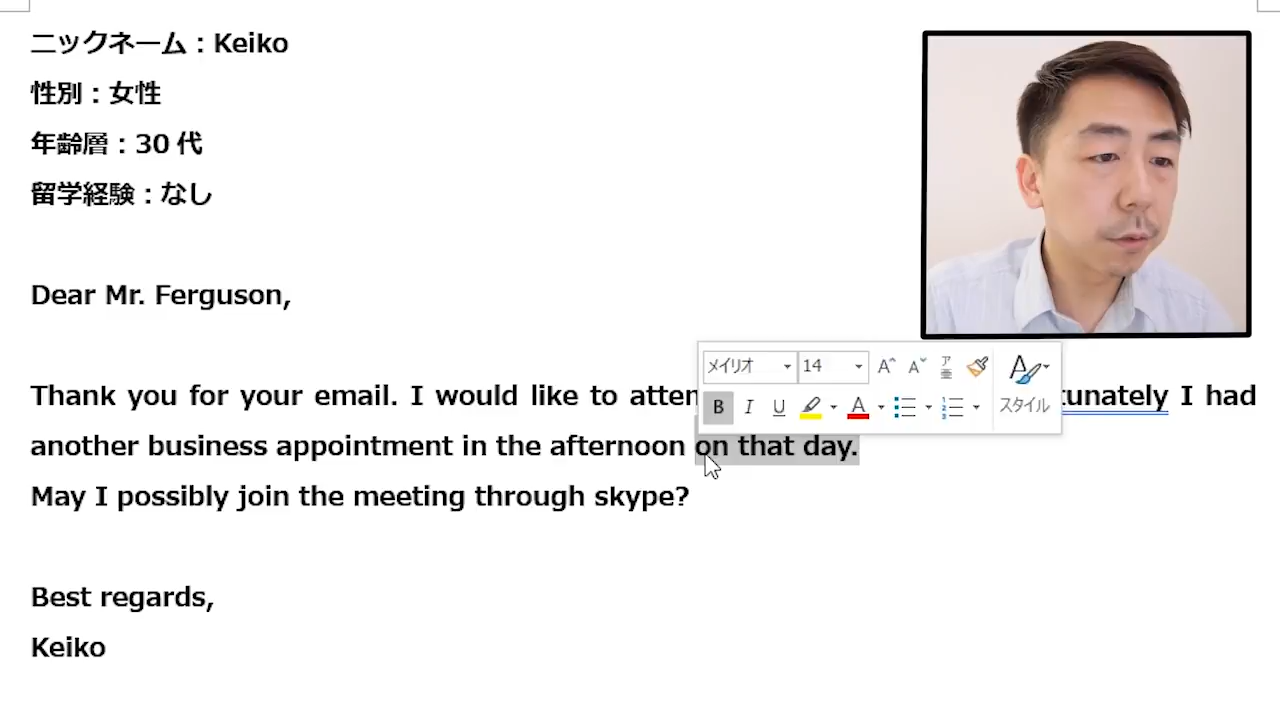 ニックネーム：Keiko
性別：女性
年齢層：30 代
留学経験：なし
Dear Mr. Ferguson,
メイリオ 14 A A ア亜
B I U A スタイル
Thank you for your email. I would like to I had
another business appointment in the afternoon on that day.
May I possibly join the meeting through skype?
Best regards,
Keiko